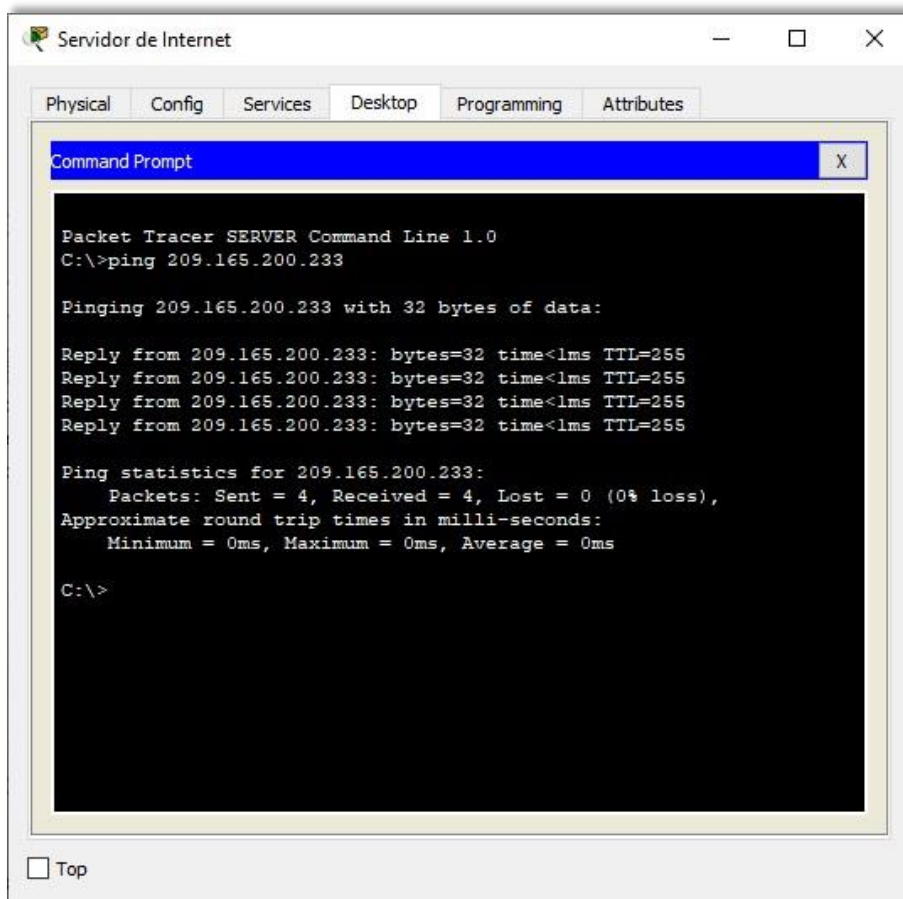 Servidor de Internet
Physical Config Services Desktop Programming Attributes
Command Prompt X
Packet Tracer SERVER Command Line 1.0
C:\>ping 209.165.200.233
Pinging 209.165.200.233 with 32 bytes of data:
Reply from 209.165.200.233: bytes=32 time<1ms TTL=255
Reply from 209.165.200.233: bytes=32 time<1ms TTL=255
Reply from 209.165.200.233: bytes=32 time<1ms TTL=255
Reply from 209.165.200.233: bytes=32 time<1ms TTL=255
Ping statistics for 209.165.200.233:
Packets: Sent = 4, Received = 4, Lost = 0 (0% loss),
Approximate round trip times in milli-seconds:
Minimum = 0ms, Maximum = 0ms, Average = 0ms
C:\>
Top